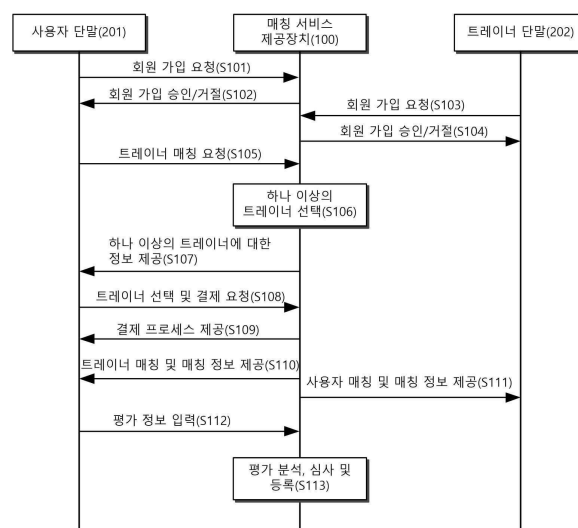 사용자 단말(201)
매칭 서비스
제공장치(100)
트레이너 단말(202)
회원 가입 요청(S101)
회원 가입 승인/거절(S102)
회원 가입 요청(S103)
회원 가입 승인/거절(S104)
트레이너 매칭 요청(S105)
하나 이상의
트레이너 선택(S106)
하나 이상의 트레이너에 대한
정보 제공(S107)
트레이너 선택 및 결제 요청(S108)
결제 프로세스 제공(S109)
트레이너 매칭 및 매칭 정보 제공(S110)
사용자 매칭 및 매칭 정보 제공(S111)
평가 정보 입력(S112)
평가 분석, 심사 및
등록(S113)